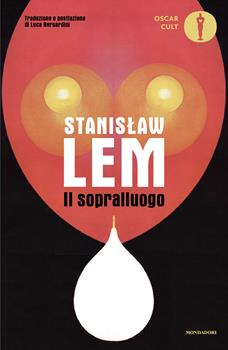 Traduzione e postfazione
di Luca Bernardini
OSCAR
CULT
STANISŁAW
LEM
Il sopralluogo
MONDADORI